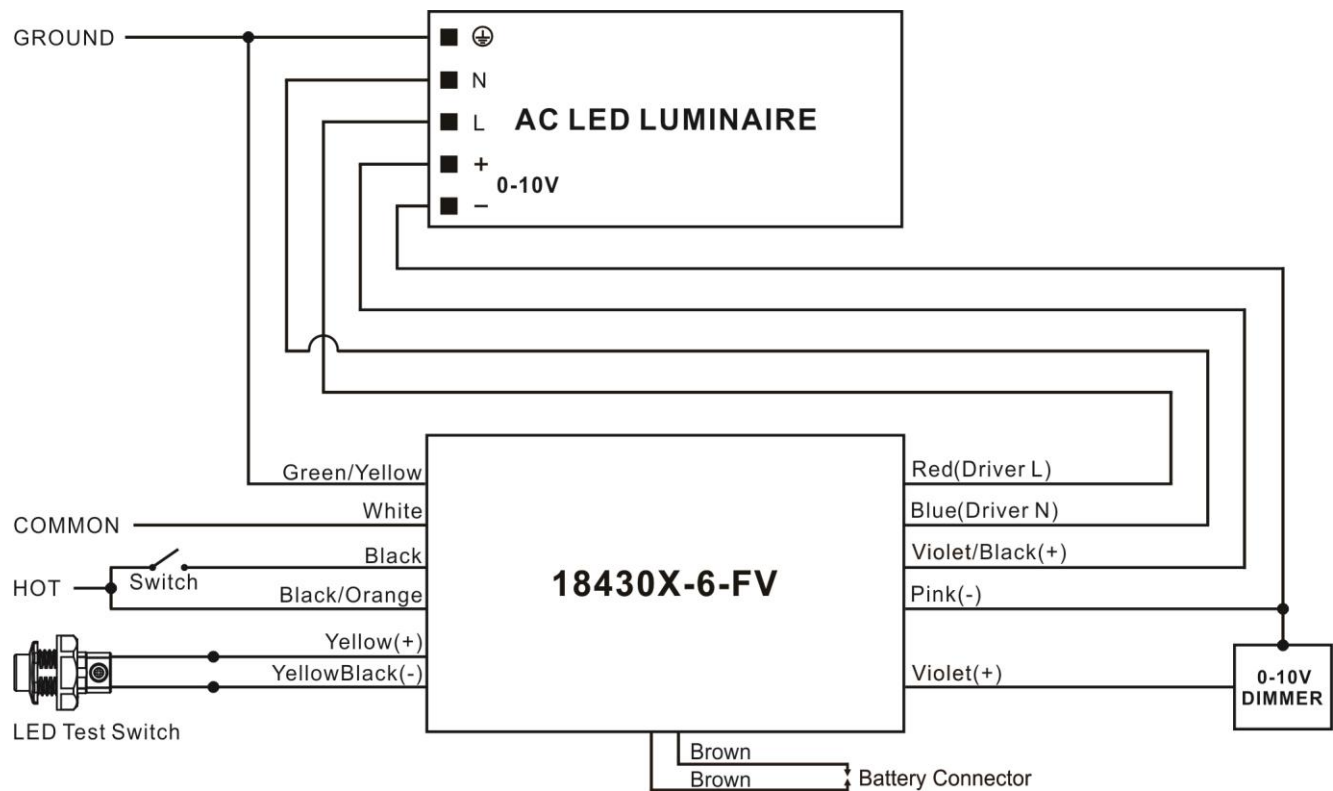 GROUND
⏚
N
L
AC LED LUMINAIRE
+
0-10V
−
Green/Yellow
White
COMMON
Black
Switch
HOT
Black/Orange
Yellow(+)
YellowBlack(-)
LED Test Switch
18430X-6-FV
Red(Driver L)
Blue(Driver N)
Violet/Black(+)
Pink(-)
Violet(+)
0-10V
DIMMER
Brown
Brown
Battery Connector